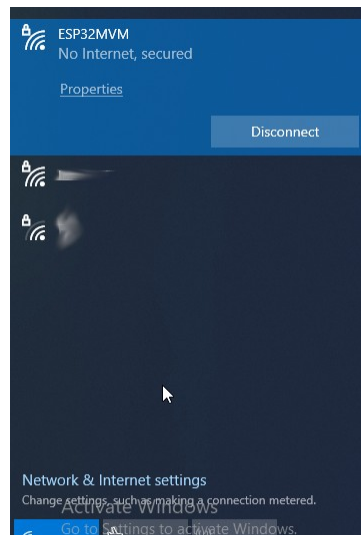 ESP32MVM
No Internet, secured
Properties
Disconnect
Network & Internet settings
Change settings, such as making a connection metered.
Activate Windows
Go to Settings to activate Windows.